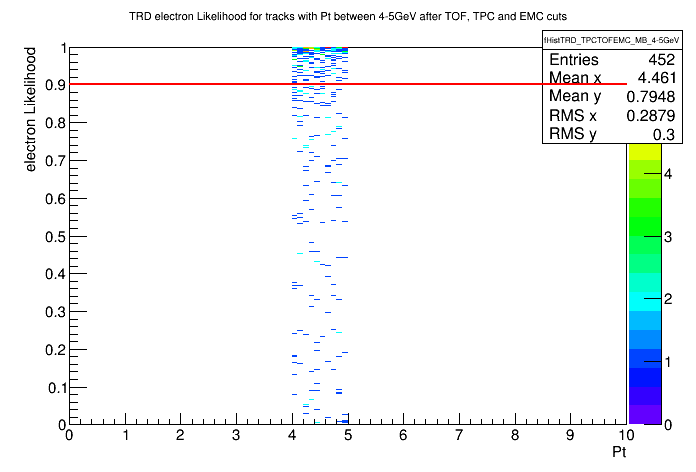 TRD electron Likelihood for tracks with Pt between 4-5GeV after TOF, TPC and EMC cuts
fHistTRD_TPCTOFEMC_MB_4-5GeV
Entries 452
Mean x 4.461
Mean y 0.7948
RMS x 0.2879
RMS y 0.3
electron Likelihood
1
0.9
0.8
0.7
0.6
0.5
0.4
0.3
0.2
0.1
0
0 1 2 3 4 5 6 7 8 9 10
Pt
4
3
2
1
0